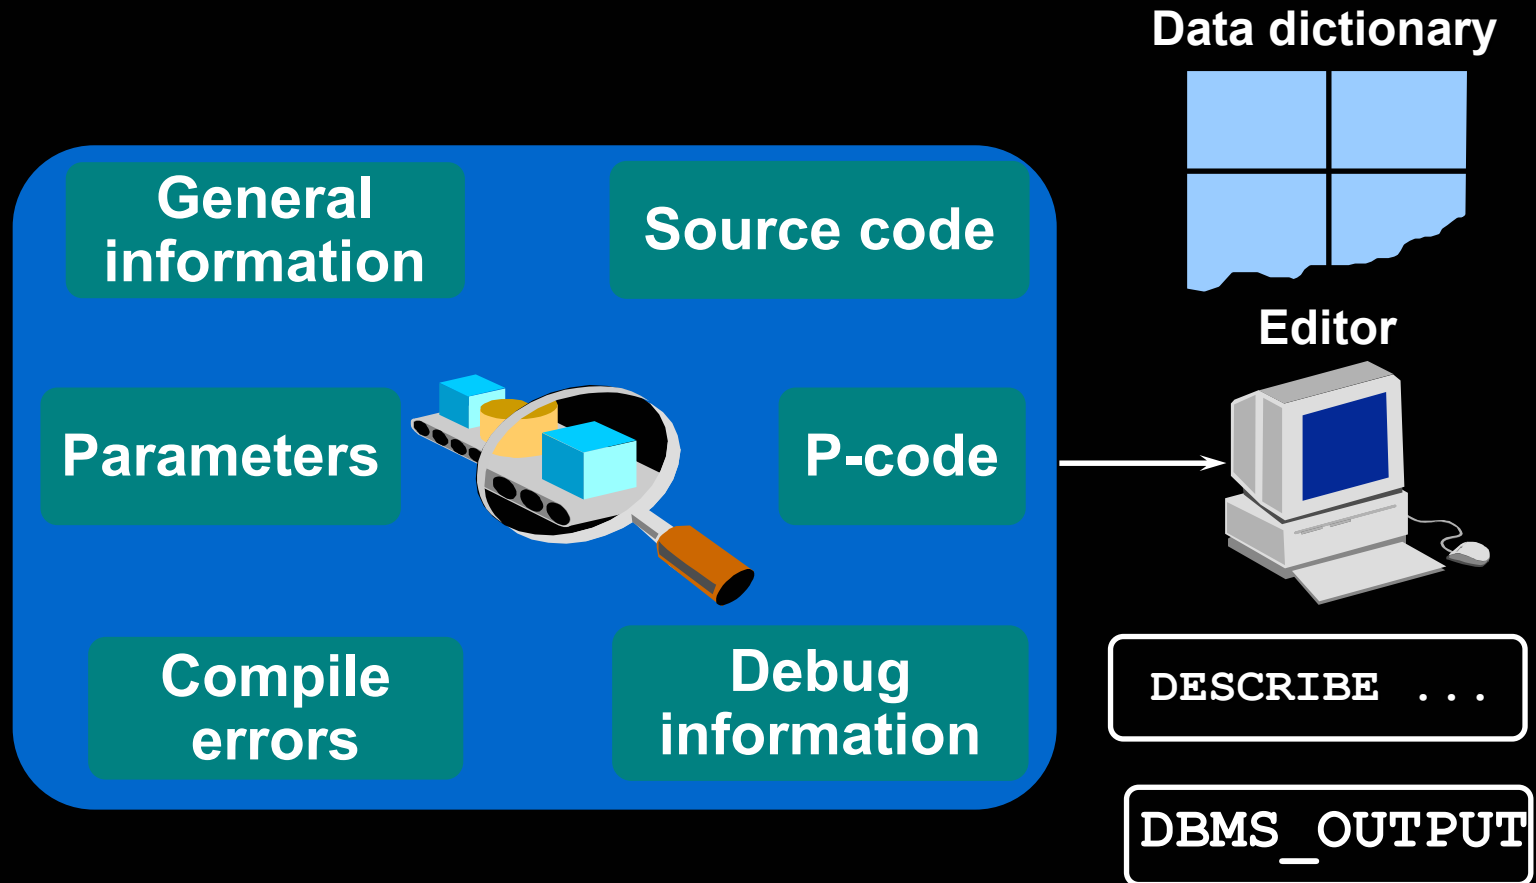 Data dictionary
General
information
Source code
Editor
Parameters
P-code
Compile
errors
Debug
information
DESCRIBE ...
DBMS_OUTPUT